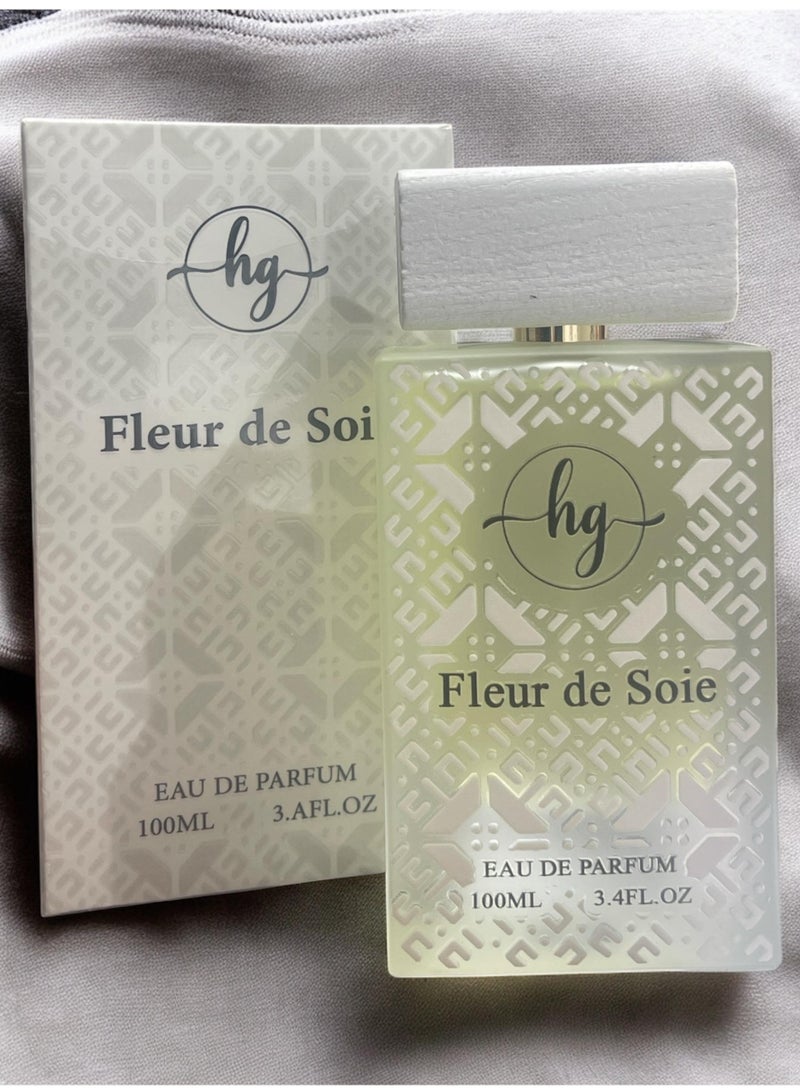 hg
Fleur de Soi
EAU DE PARFUM
100ML 3.AFL.OZ
hg
Fleur de Soie
EAU DE PARFUM
100ML 3.4FL.OZ